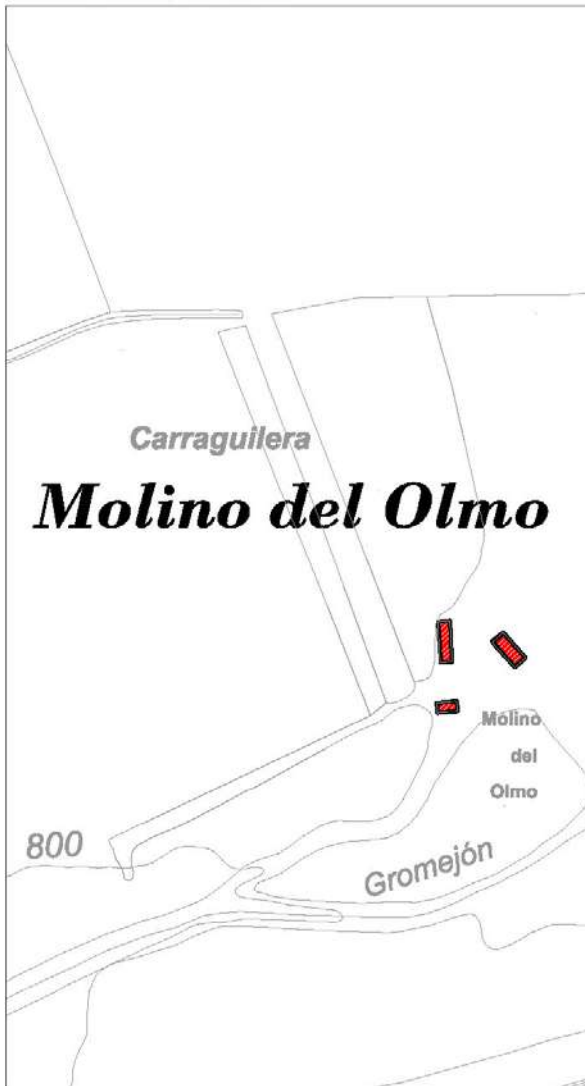 Carraguilera
Molino del Olmo
Molino
del
Olmo
800
Gromejón